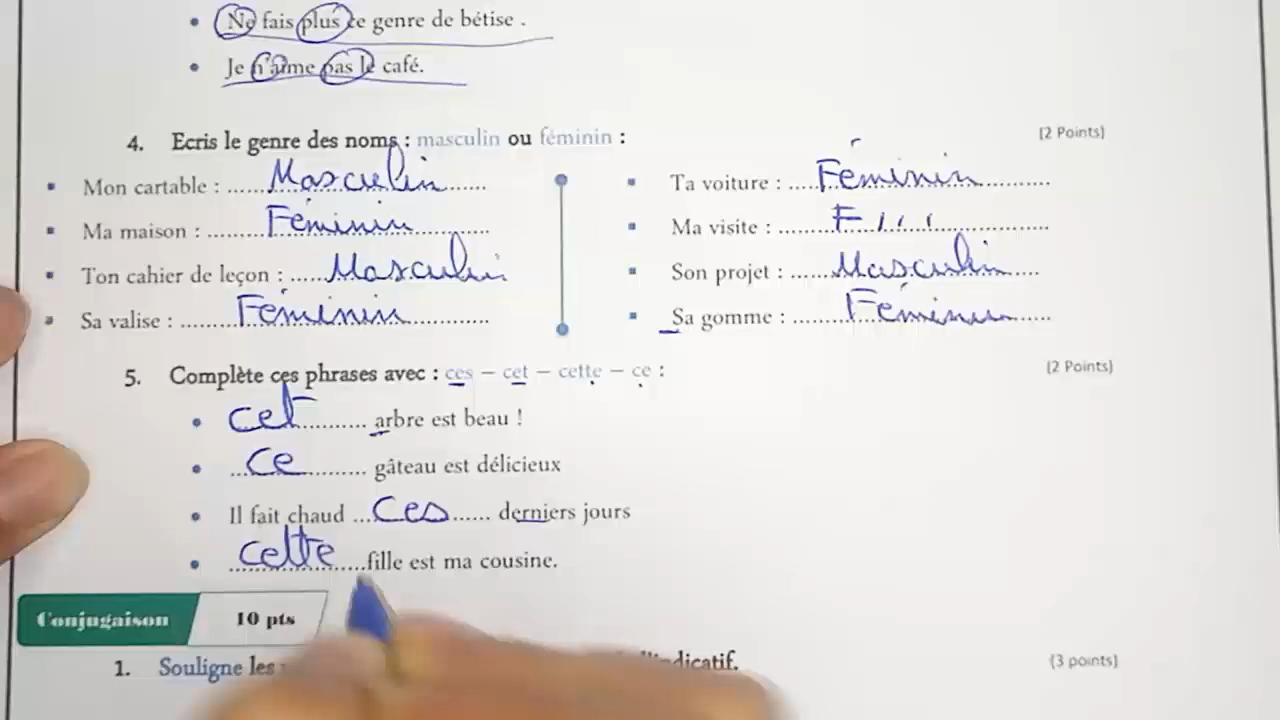 • Ne fais plus ce genre de bétise .
• Je n'aime pas le café.
4. Ecris le genre des noms : masculin ou féminin : [2 Points]
▪ Mon cartable : ...... Masculin ...... ▪ Ta voiture : ..... Féminin ...........
▪ Ma maison : ........ Féminin ......... ▪ Ma visite : ........ F ׳׳׳ ...........
▪ Ton cahier de leçon : ...... Masculin ▪ Son projet : ...... Masculin ....
▪ Sa valise : .......... Féminin ............ ▪ Sa gomme : ........ Féminin .....
5. Complète ces phrases avec : ces – cet – cette – ce : [2 Points]
• cet .......... arbre est beau !
• ... ce .......... gâteau est délicieux
• Il fait chaud ... ces ...... derniers jours
• cette ..... fille est ma cousine.
Conjugaison 10 pts
1. Souligne les l'indicatif. (3 points)